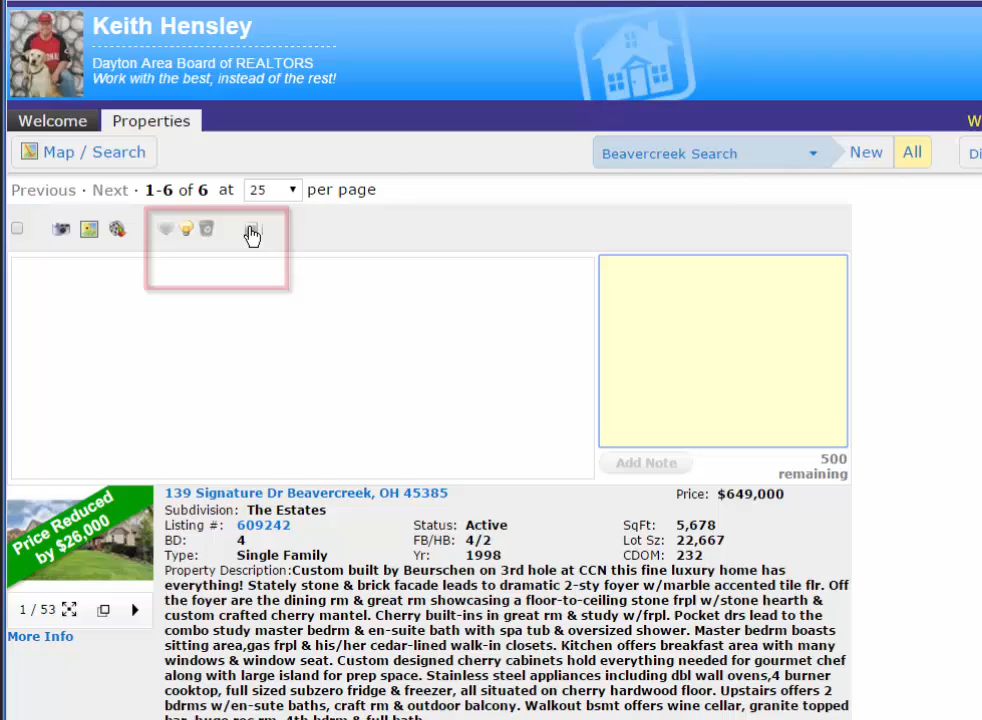 Keith Hensley
Dayton Area Board of REALTORS
Work with the best, instead of the rest!
Welcome Properties W
Map / Search Beavercreek Search New All Di
Previous · Next · 1-6 of 6 at 25 per page
Add Note 500
remaining
Price Reduced
by $26,000
139 Signature Dr Beavercreek, OH 45385 Price: $649,000
Subdivision: The Estates
Listing #: 609242 Status: Active SqFt: 5,678
BD: 4 FB/HB: 4/2 Lot Sz: 22,667
Type: Single Family Yr: 1998 CDOM: 232
Property Description:Custom built by Beurschen on 3rd hole at CCN this fine luxury home has
everything! Stately stone & brick facade leads to dramatic 2-sty foyer w/marble accented tile flr. Off
the foyer are the dining rm & great rm showcasing a floor-to-ceiling stone frpl w/stone hearth &
custom crafted cherry mantel. Cherry built-ins in great rm & study w/frpl. Pocket drs lead to the
combo study master bedrm & en-suite bath with spa tub & oversized shower. Master bedrm boasts
sitting area,gas frpl & his/her cedar-lined walk-in closets. Kitchen offers breakfast area with many
windows & window seat. Custom designed cherry cabinets hold everything needed for gourmet chef
along with large island for prep space. Stainless steel appliances including dbl wall ovens,4 burner
cooktop, full sized subzero fridge & freezer, all situated on cherry hardwood floor. Upstairs offers 2
bdrms w/en-sute baths, craft rm & outdoor balcony. Walkout bsmt offers wine cellar, granite topped
bar, huge rec rm, 4th bdrm & full bath
1 / 53
More Info